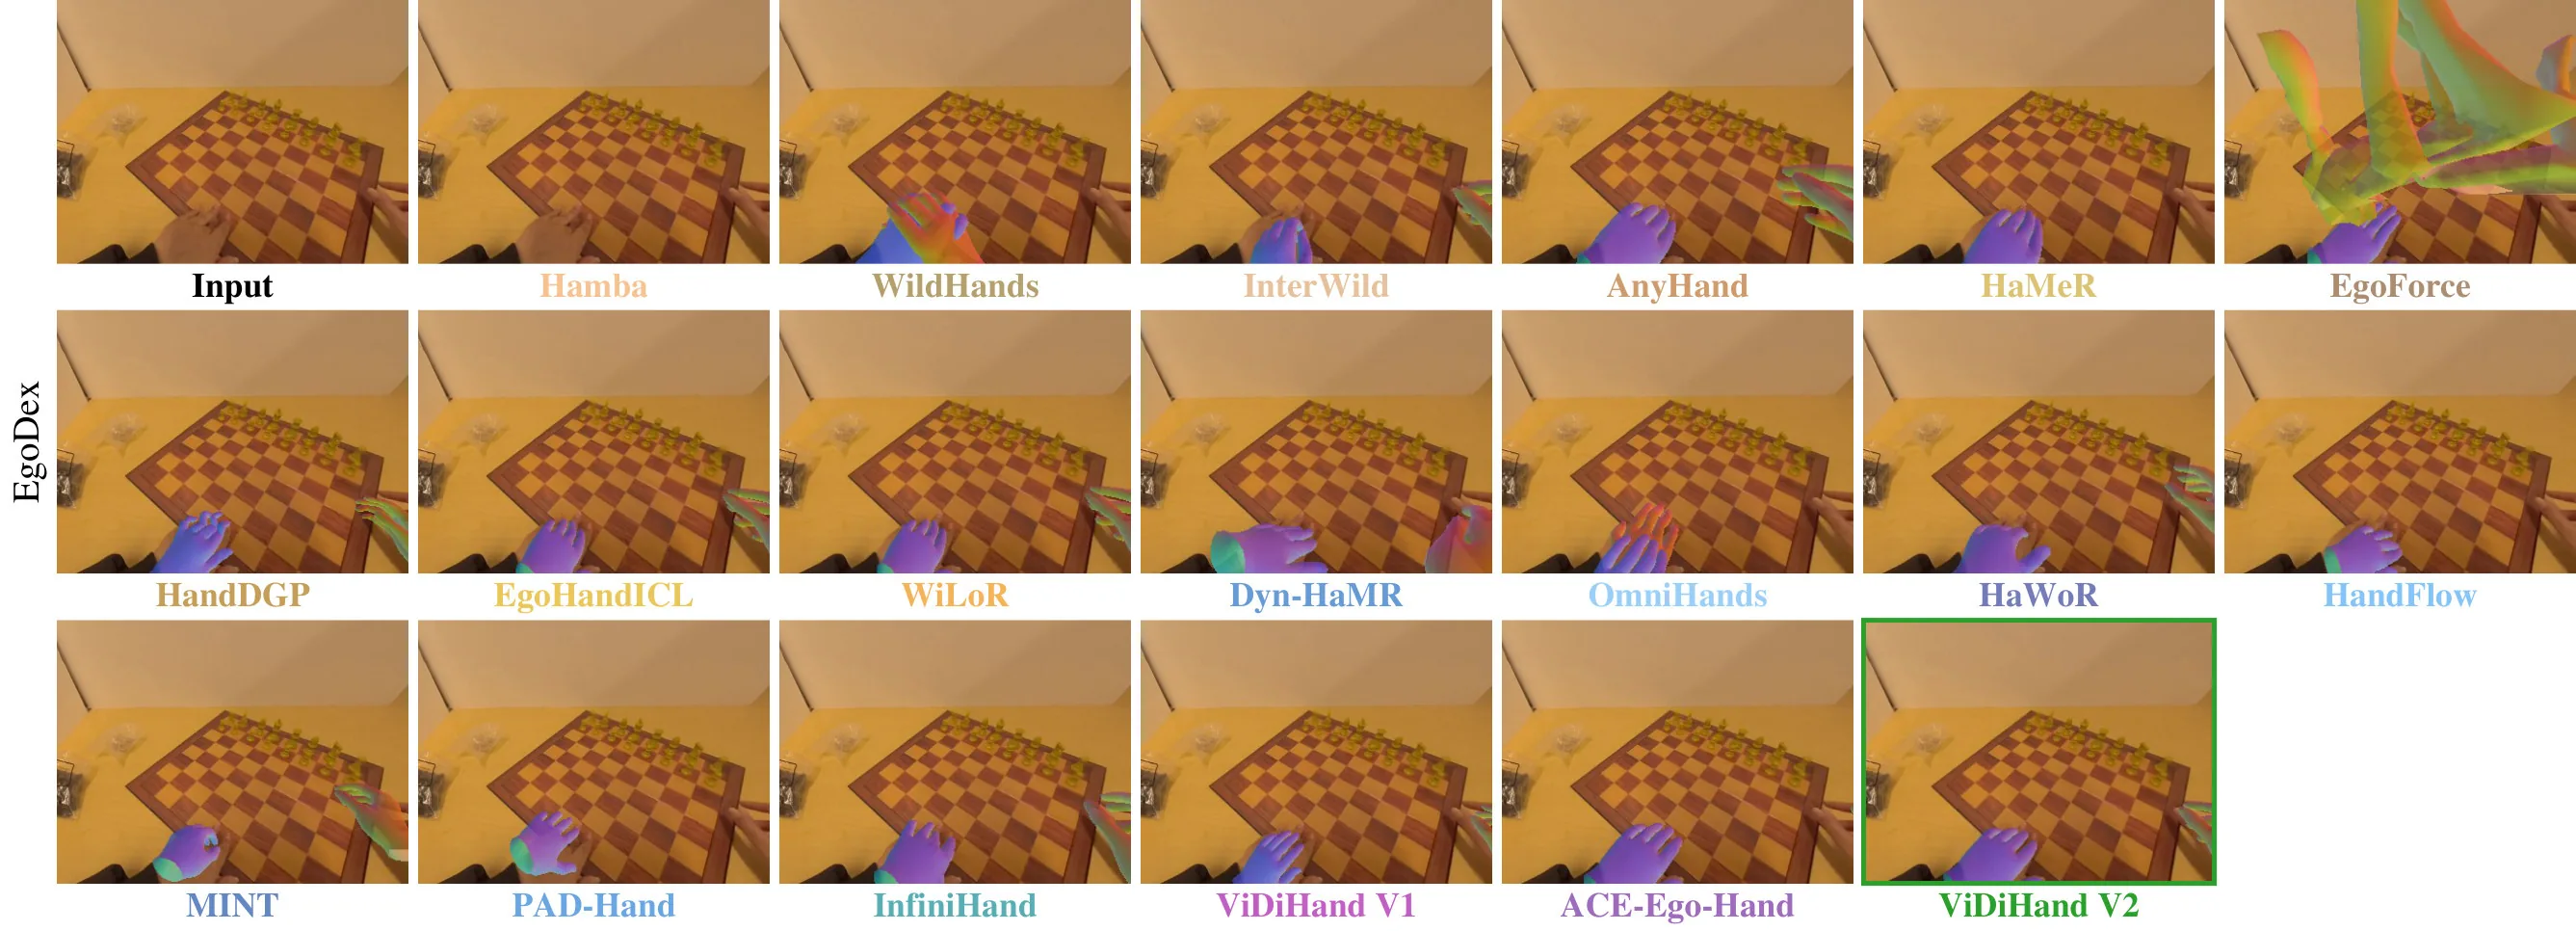 Input
Hamba
WildHands
InterWild
AnyHand
HaMeR
EgoForce
EgoDex
HandDGP
EgoHandICL
WiLoR
Dyn-HaMR
OmniHands
HaWoR
HandFlow
MINT
PAD-Hand
InfiniHand
ViDiHand V1
ACE-Ego-Hand
ViDiHand V2